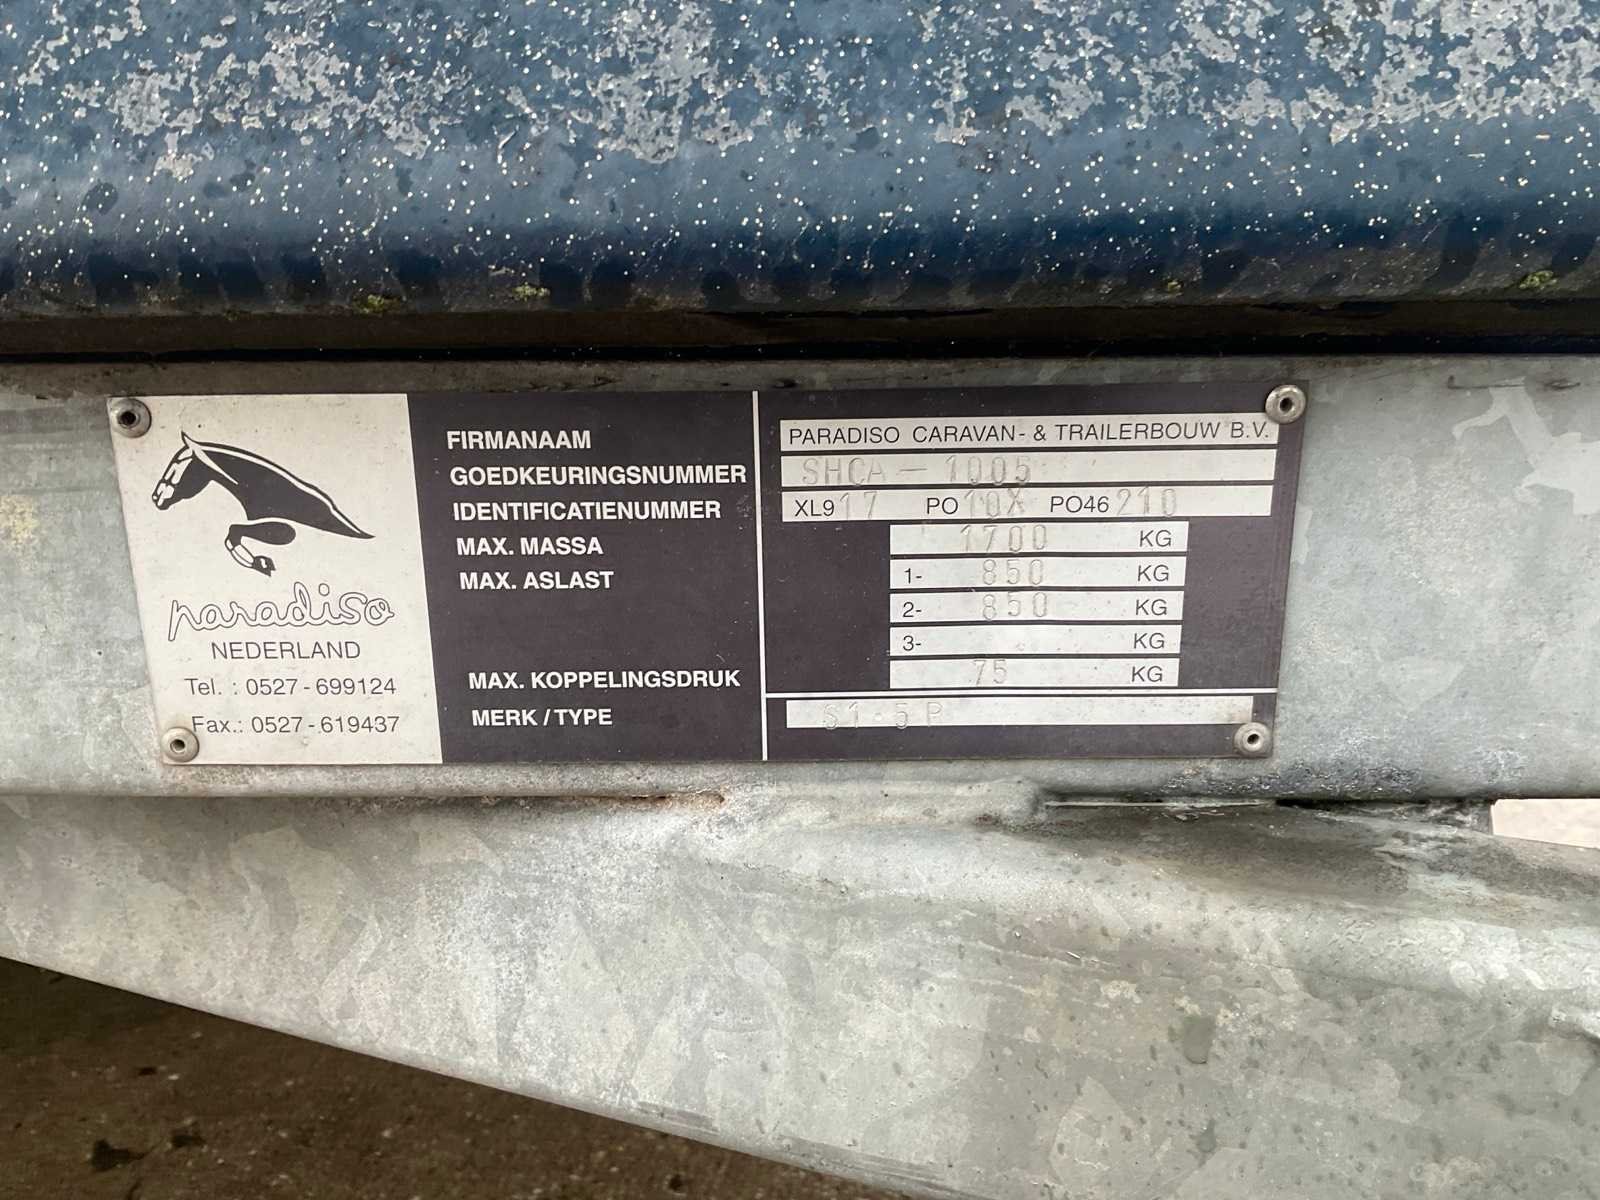 paradiso
NEDERLAND
Tel. : 0527 - 699124
Fax.: 0527 - 619437
FIRMANAAM PARADISO CARAVAN- & TRAILERBOUW B.V.
GOEDKEURINGSNUMMER SHCA - 1005
IDENTIFICATIENUMMER XL917 PO10X PO46210
MAX. MASSA 1700 KG
MAX. ASLAST 1- 850 KG
2- 850 KG
3- KG
MAX. KOPPELINGSDRUK 75 KG
MERK / TYPE S1·5P